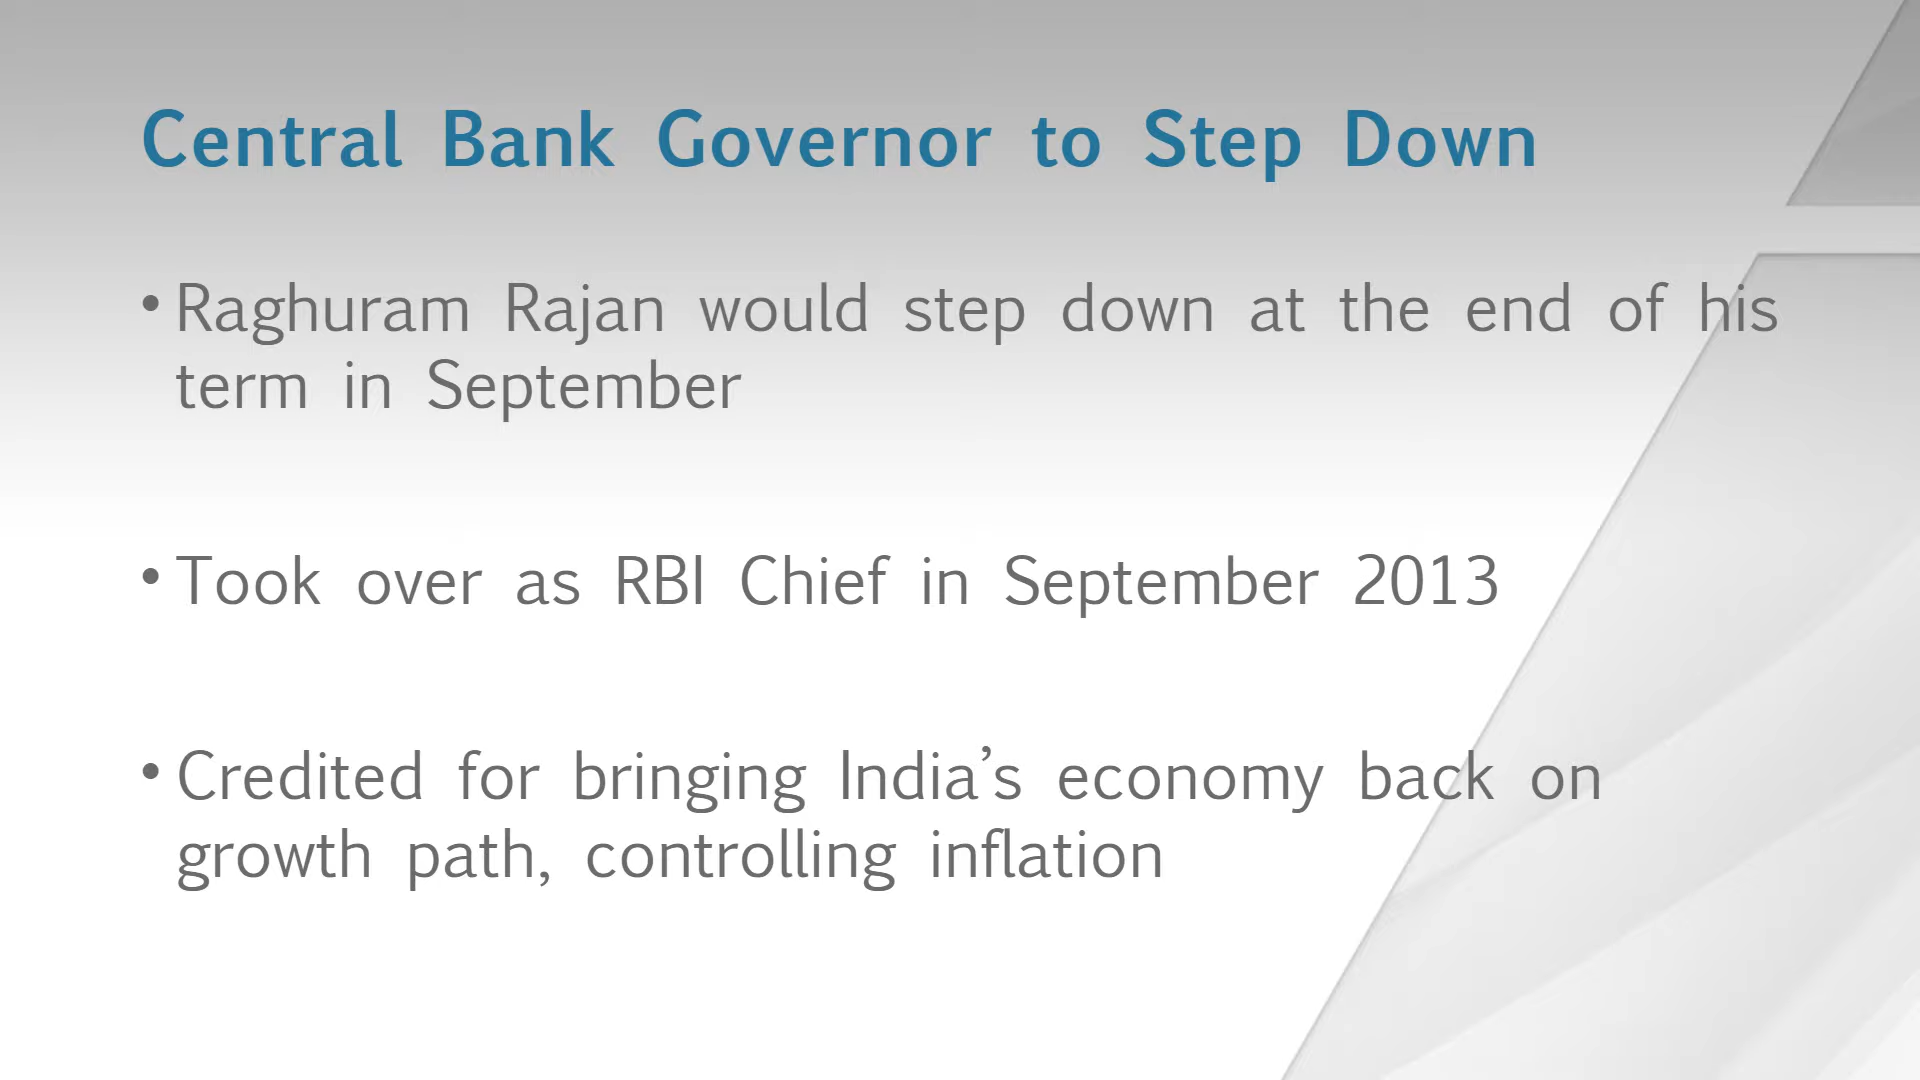 Central Bank Governor to Step Down
• Raghuram Rajan would step down at the end of his
term in September
• Took over as RBI Chief in September 2013
• Credited for bringing India’s economy back on
growth path, controlling inflation